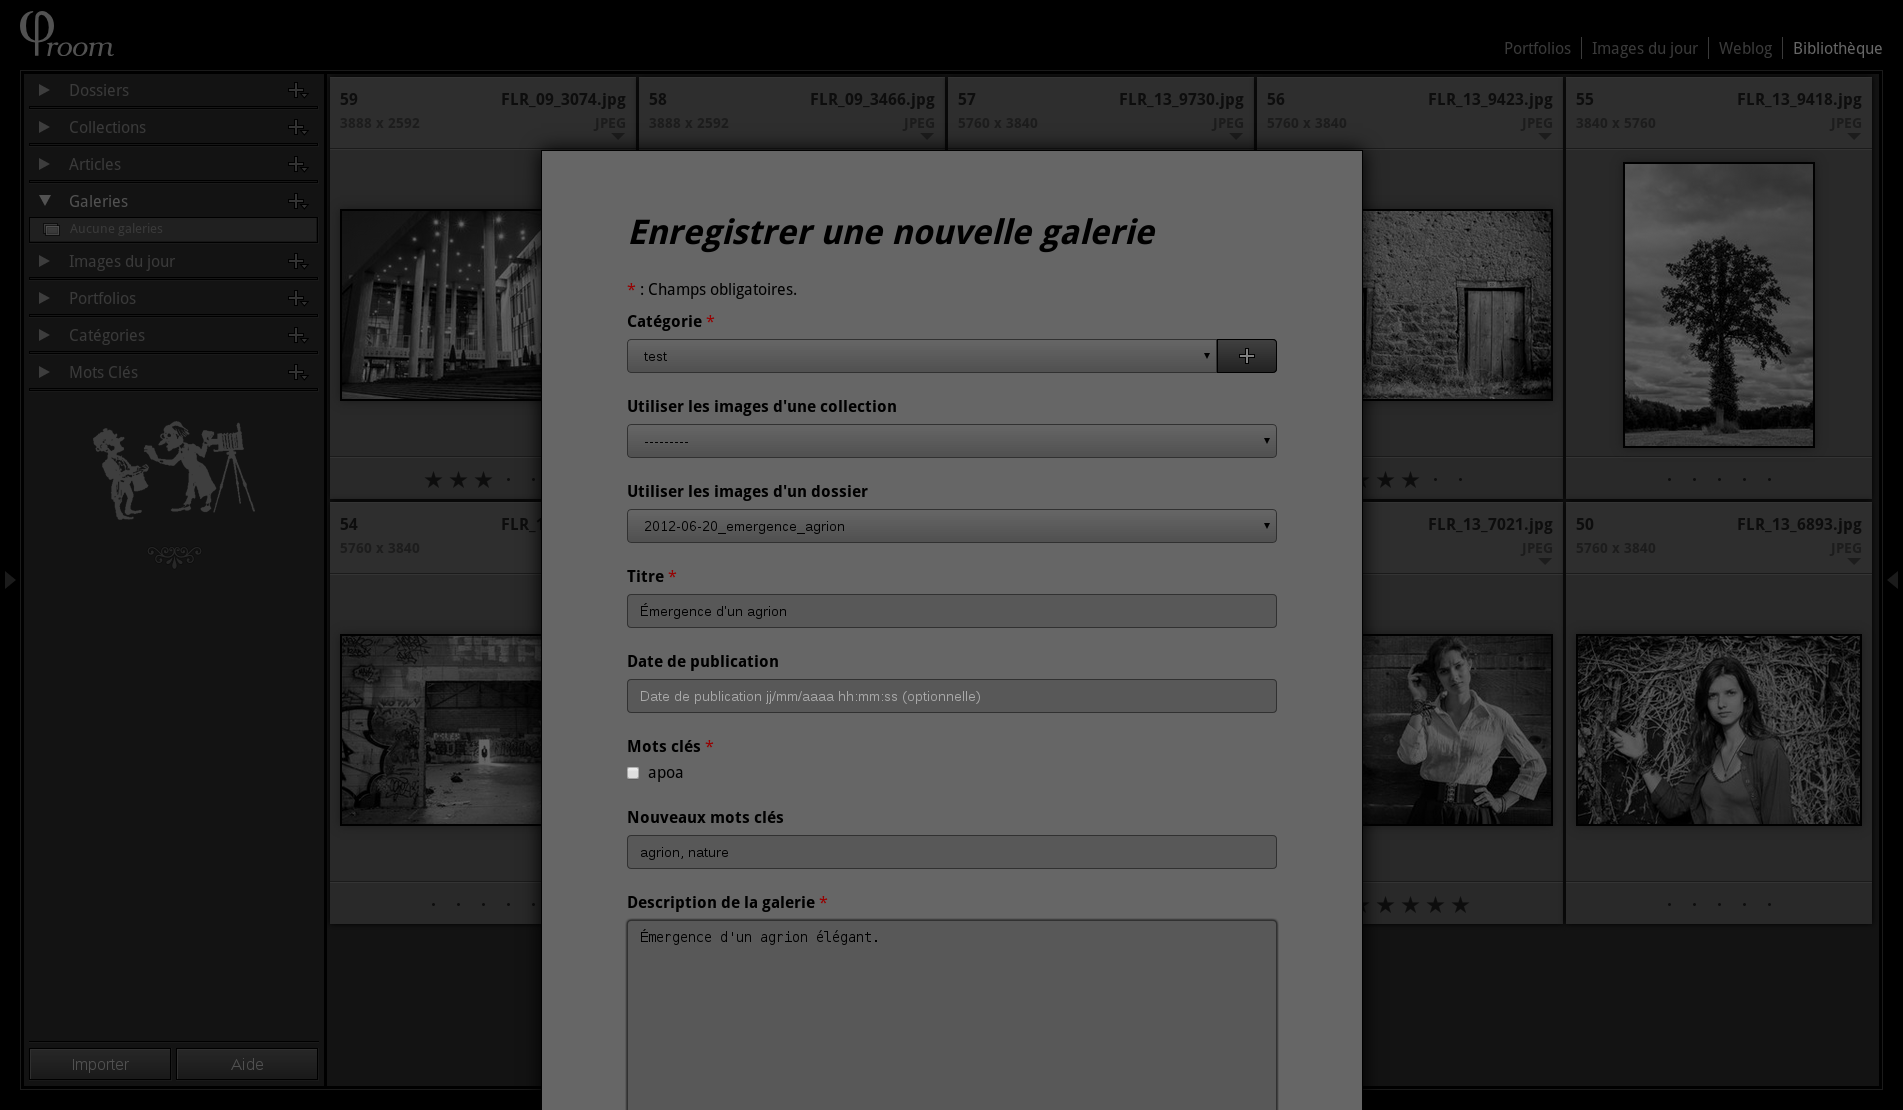 φroom
Portfolios Images du jour Weblog Bibliothèque
Dossiers
Collections
Articles
Galeries
Aucune galeries
Images du jour
Portfolios
Catégories
Mots Clés
Importer Aide
59 FLR_09_3074.jpg
3888 x 2592 JPEG
58 FLR_09_3466.jpg
3888 x 2592 JPEG
57 FLR_13_9730.jpg
5760 x 3840 JPEG
56 FLR_13_9423.jpg
5760 x 3840 JPEG
55 FLR_13_9418.jpg
3840 x 5760 JPEG
54 FLR_1
5760 x 3840
FLR_13_7021.jpg
JPEG
50 FLR_13_6893.jpg
5760 x 3840 JPEG
Enregistrer une nouvelle galerie
* : Champs obligatoires.
Catégorie *
test
Utiliser les images d'une collection
---------
Utiliser les images d'un dossier
2012-06-20_emergence_agrion
Titre *
Émergence d'un agrion
Date de publication
Date de publication jj/mm/aaaa hh:mm:ss (optionnelle)
Mots clés *
apoa
Nouveaux mots clés
agrion, nature
Description de la galerie *
Émergence d'un agrion élégant.